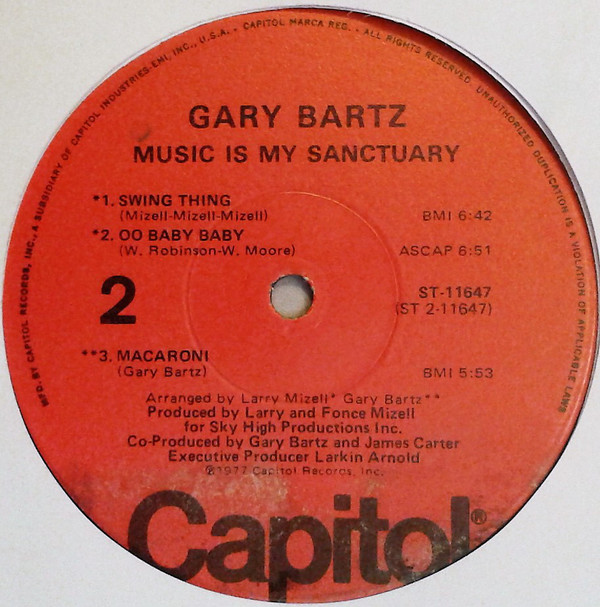 MFG. BY CAPITOL RECORDS, INC., A SUBSIDIARY OF CAPITOL INDUSTRIES-EMI, INC., U.S.A. • CAPITOL MARCA REG. • ALL RIGHTS RESERVED. UNAUTHORIZED DUPLICATION IS A VIOLATION OF APPLICABLE LAWS
GARY BARTZ
MUSIC IS MY SANCTUARY
*1. SWING THING
(Mizell-Mizell-Mizell) BMI 6:42
*2. OO BABY BABY
(W. Robinson-W. Moore) ASCAP 6:51
2
ST-11647
(ST 2-11647)
**3. MACARONI
(Gary Bartz) BMI 5:53
Arranged by Larry Mizell* Gary Bartz**
Produced by Larry and Fonce Mizell
for Sky High Productions Inc.
Co-Produced by Gary Bartz and James Carter
Executive Producer Larkin Arnold
℗1977 Capitol Records, Inc.
Capitol®